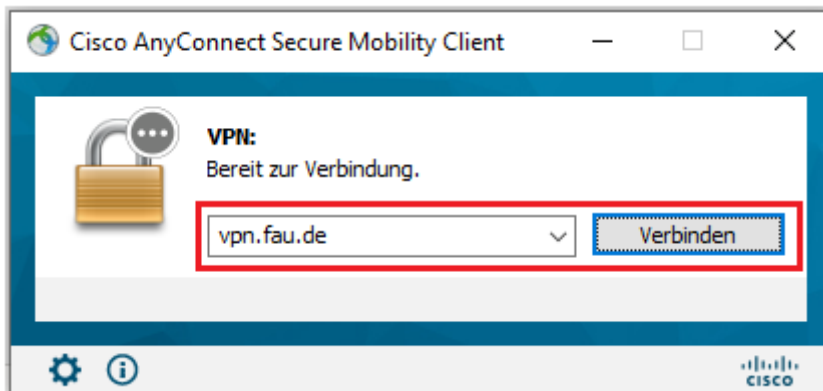 Cisco AnyConnect Secure Mobility Client
VPN:
Bereit zur Verbindung.
vpn.fau.de
Verbinden
CISCO